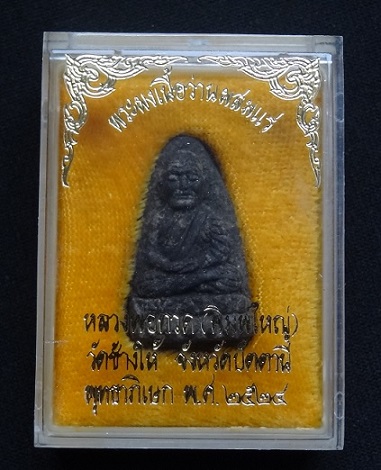 พระผงเนื้อว่านผสมแร่
หลวงพ่อทวด (พิมพ์ใหญ่)
วัดช้างให้ จังหวัดปัตตานี
พุทธาภิเษก พ.ศ. ๒๕๒๔